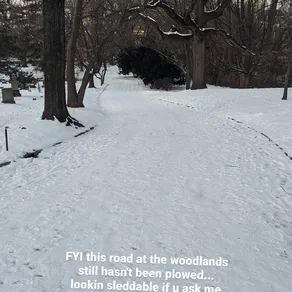 FYI this road at the woodlands
still hasn't been plowed...
lookin sleddable if u ask me